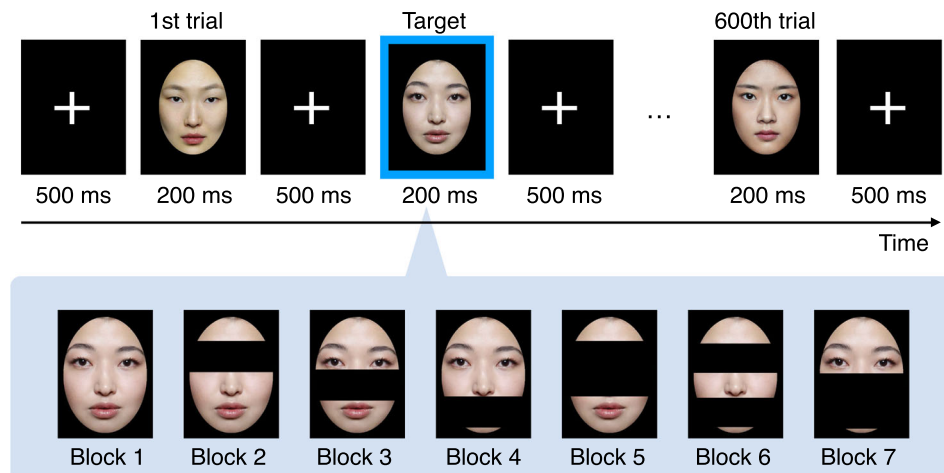 1st trial Target 600th trial
500 ms 200 ms 500 ms 200 ms 500 ms ... 200 ms 500 ms
Time
Block 1 Block 2 Block 3 Block 4 Block 5 Block 6 Block 7